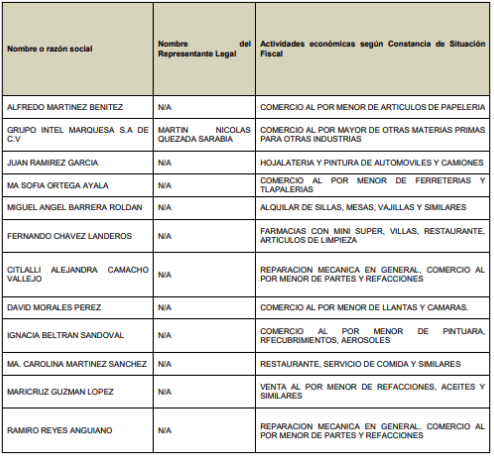 Nombre o razón social
Nombre del
Representante Legal
Actividades económicas según Constancia de Situación
Fiscal
ALFREDO MARTINEZ BENITEZ
N/A
COMERCIO AL POR MENOR DE ARTICULOS DE PAPELERIA
GRUPO INTEL MARQUESA S.A DE
C.V
MARTIN NICOLAS
QUEZADA SARABIA
COMERCIO AL POR MAYOR DE OTRAS MATERIAS PRIMAS
PARA OTRAS INDUSTRIAS
JUAN RAMIREZ GARCIA
N/A
HOJALATERIA Y PINTURA DE AUTOMOVILES Y CAMIONES
MA SOFIA ORTEGA AYALA
N/A
COMERCIO AL POR MENOR DE FERRETERIAS Y
TLAPALERIAS
MIGUEL ANGEL BARRERA ROLDAN
N/A
ALQUILAR DE SILLAS, MESAS, VAJILLAS Y SIMILARES
FERNANDO CHAVEZ LANDEROS
N/A
FARMACIAS CON MINI SUPER, VILLAS, RESTAURANTE,
ARTICULOS DE LIMPIEZA
CITLALLI ALEJANDRA CAMACHO
VALLEJO
N/A
REPARACION MECANICA EN GENERAL, COMERCIO AL
POR MENOR DE PARTES Y REFACCIONES
DAVID MORALES PEREZ
N/A
COMERCIO AL POR MENOR DE LLANTAS Y CAMARAS.
IGNACIA BELTRAN SANDOVAL
N/A
COMERCIO AL POR MENOR DE PINTUARA,
RFECUBRIMIENTOS, AEROSOLES
MA. CAROLINA MARTINEZ SANCHEZ
N/A
RESTAURANTE, SERVICIO DE COMIDA Y SIMILARES
MARICRUZ GUZMAN LOPEZ
N/A
VENTA AL POR MENOR DE REFACCIONES, ACEITES Y
SIMILARES
RAMIRO REYES ANGUIANO
N/A
REPARACION MECANICA EN GENERAL, COMERCIO AL
POR MENOR DE PARTES Y REFACCIONES